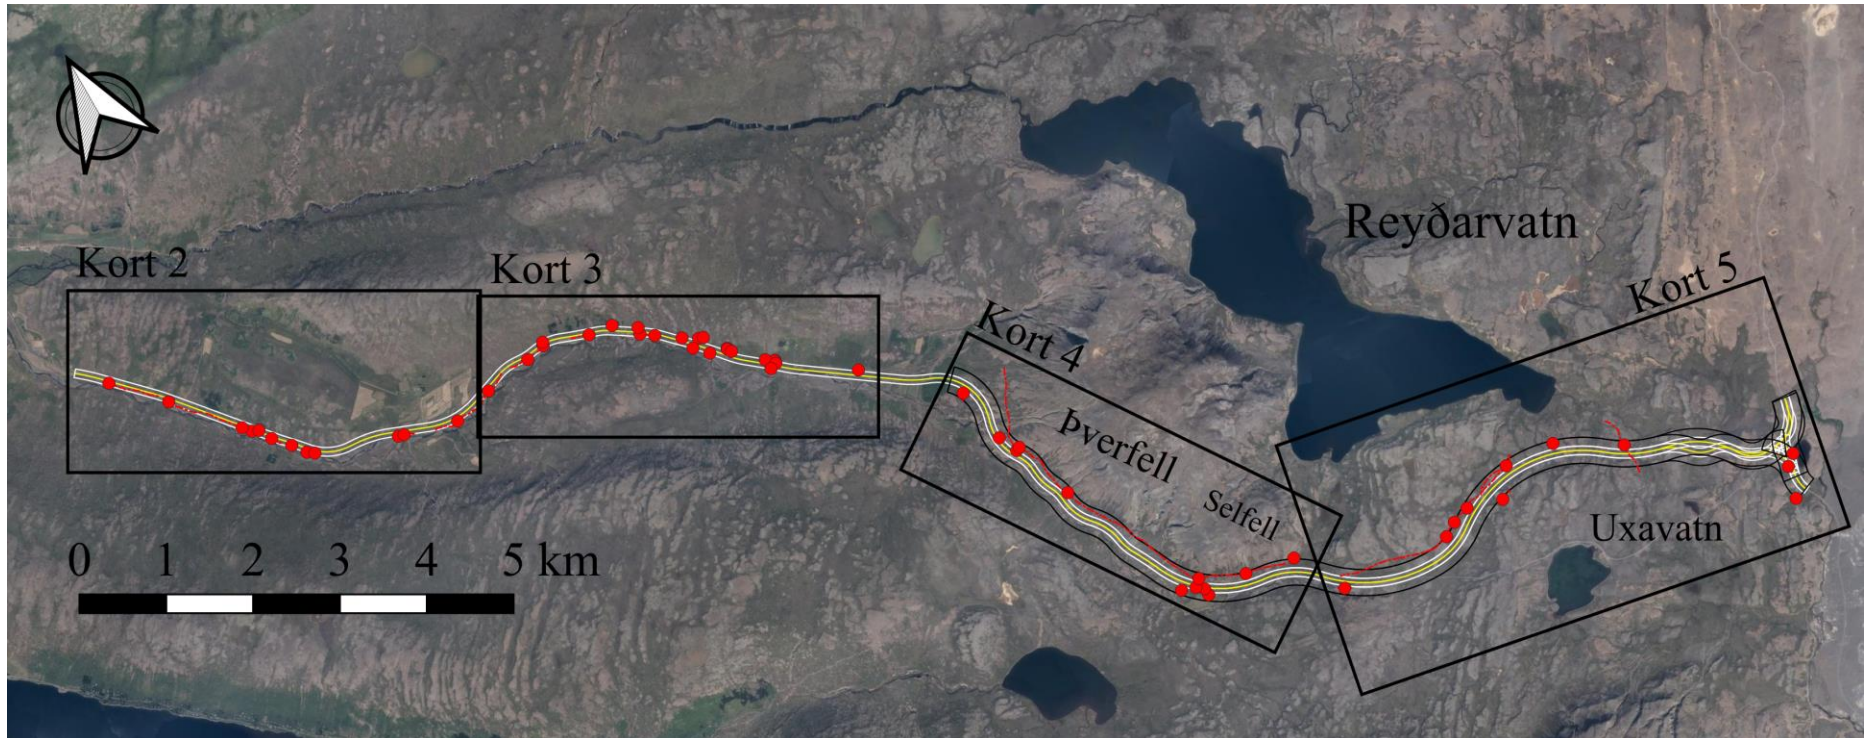 Reyðarvatn
Kort 2
Kort 3
Kort 4
Kort 5
Þverfell
Selfell
Uxavatn
0 1 2 3 4 5 km